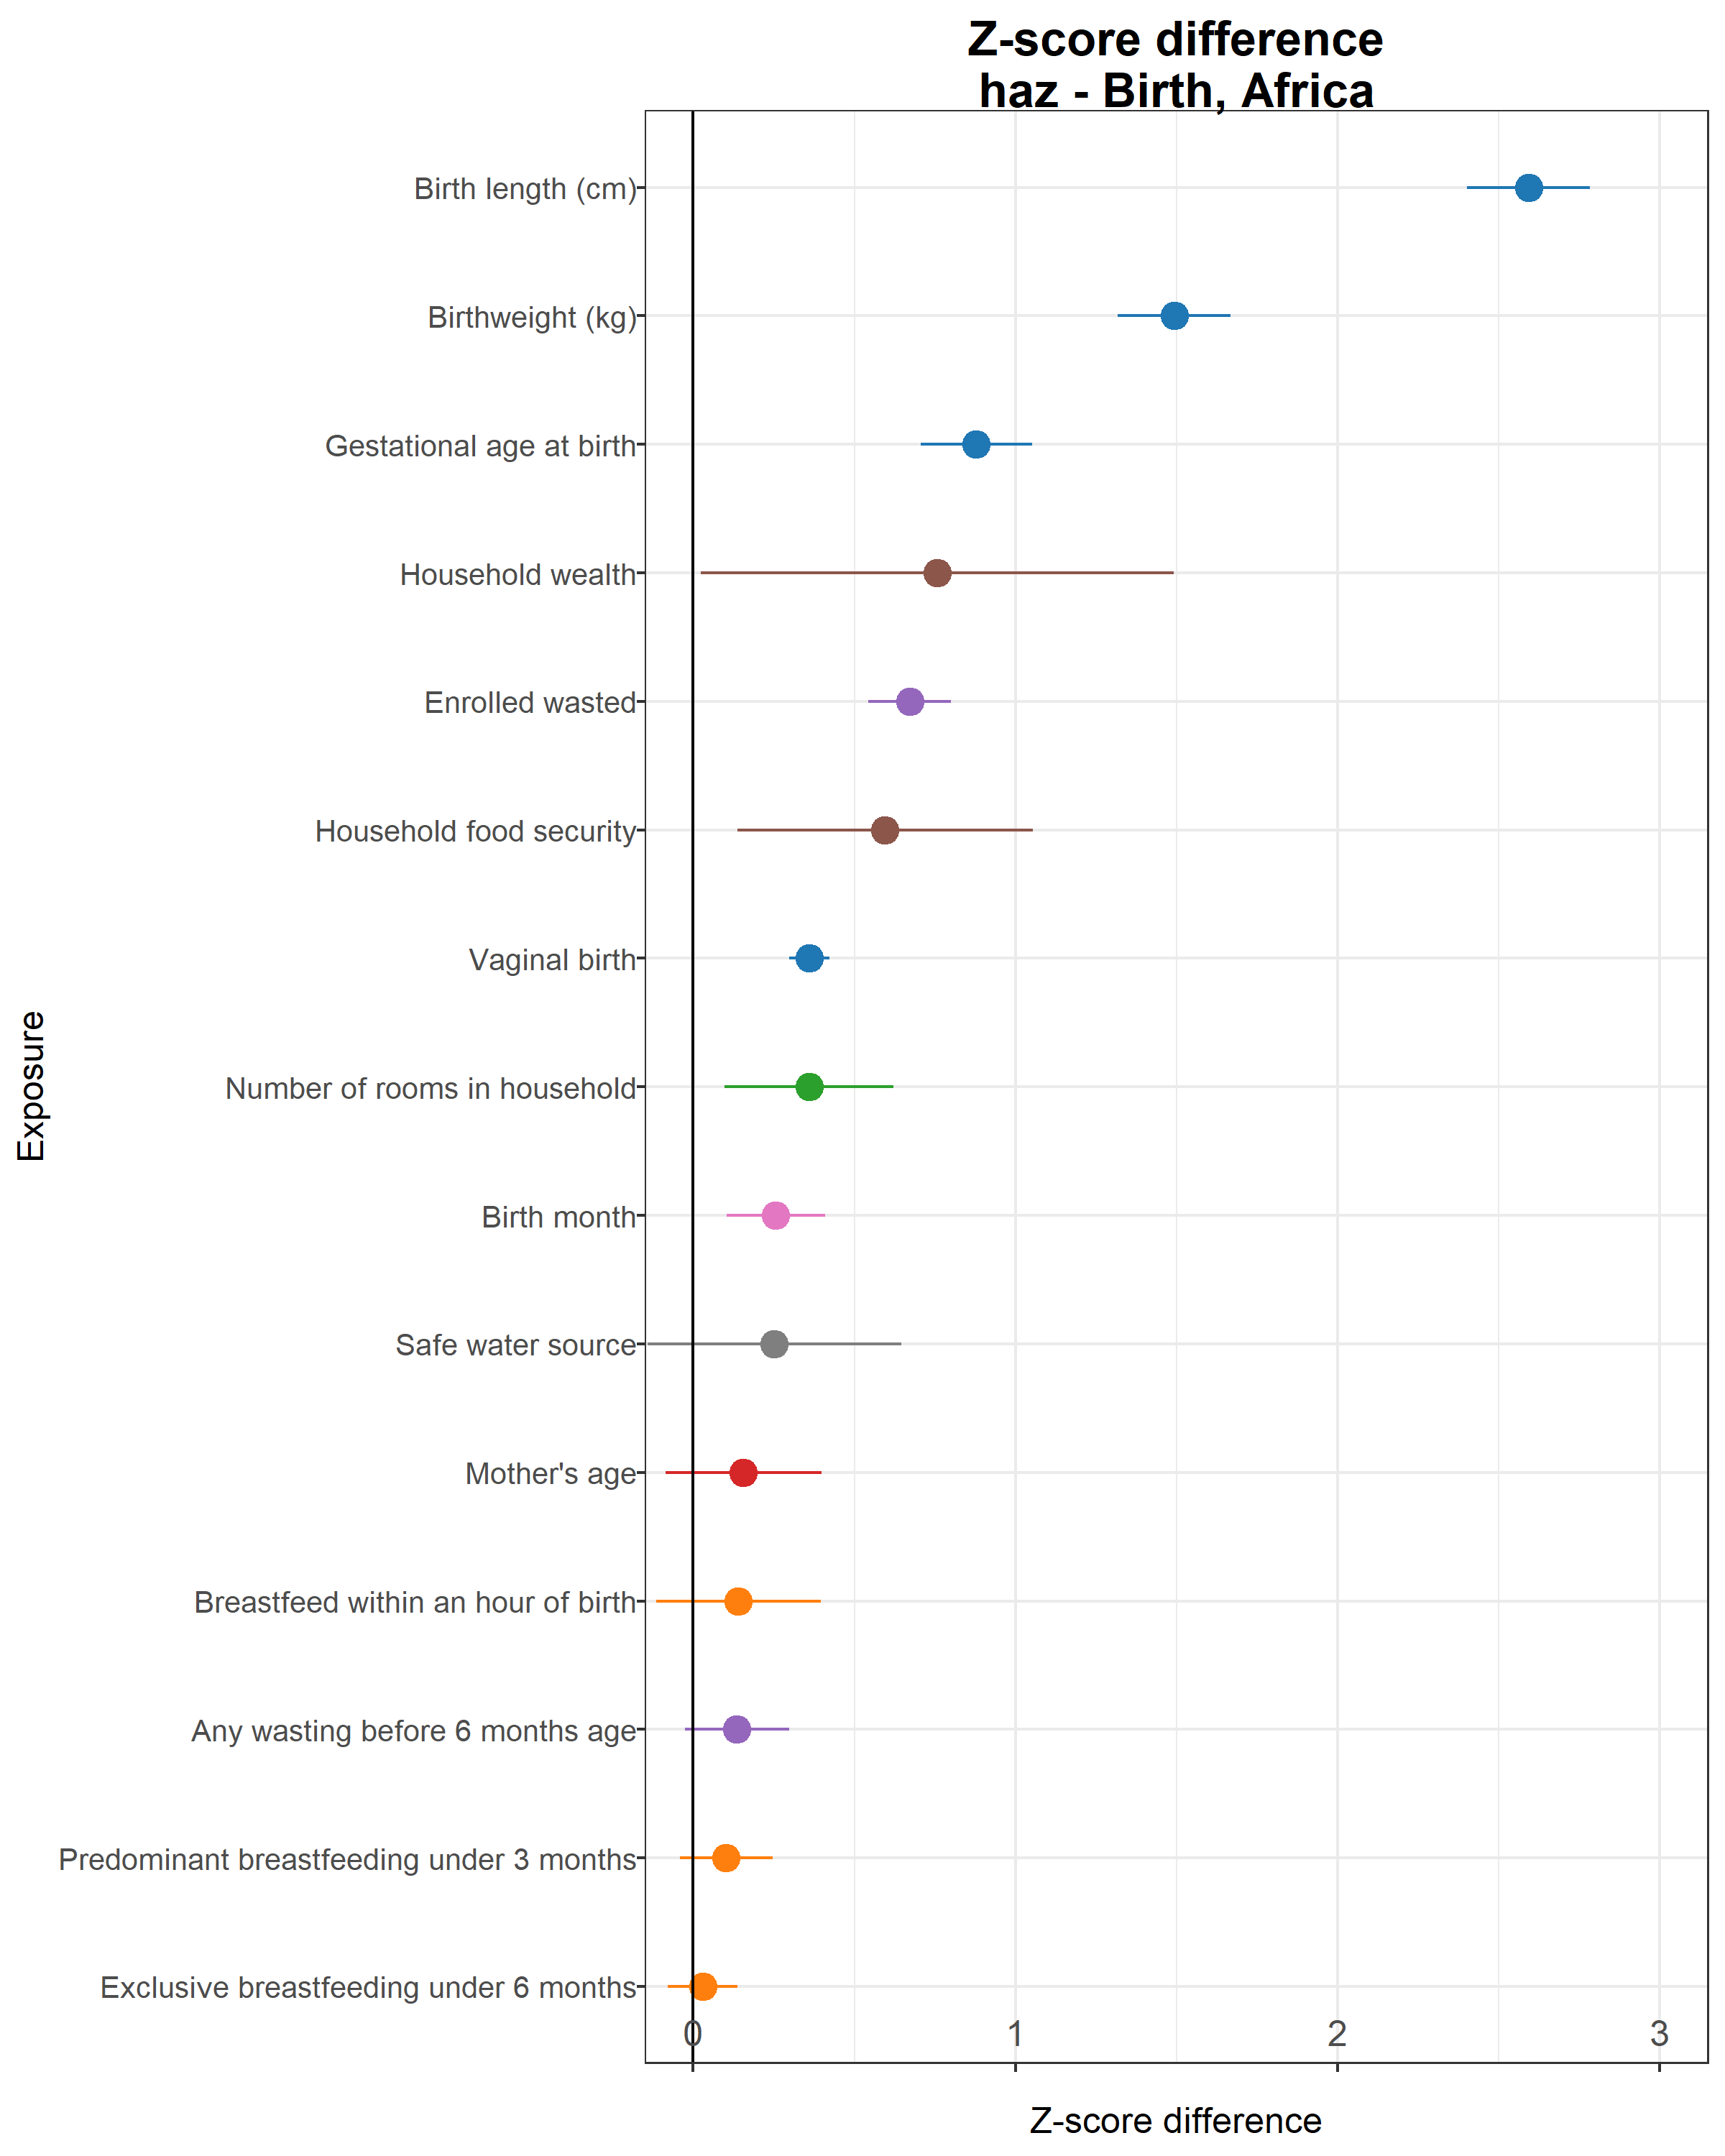 Z-score difference
haz - Birth, Africa
Birth length (cm)
Birthweight (kg)
Gestational age at birth
Household wealth
Enrolled wasted
Household food security
Vaginal birth
Number of rooms in household
Birth month
Safe water source
Mother's age
Breastfeed within an hour of birth
Any wasting before 6 months age
Predominant breastfeeding under 3 months
Exclusive breastfeeding under 6 months
Exposure
0 1 2 3
Z-score difference